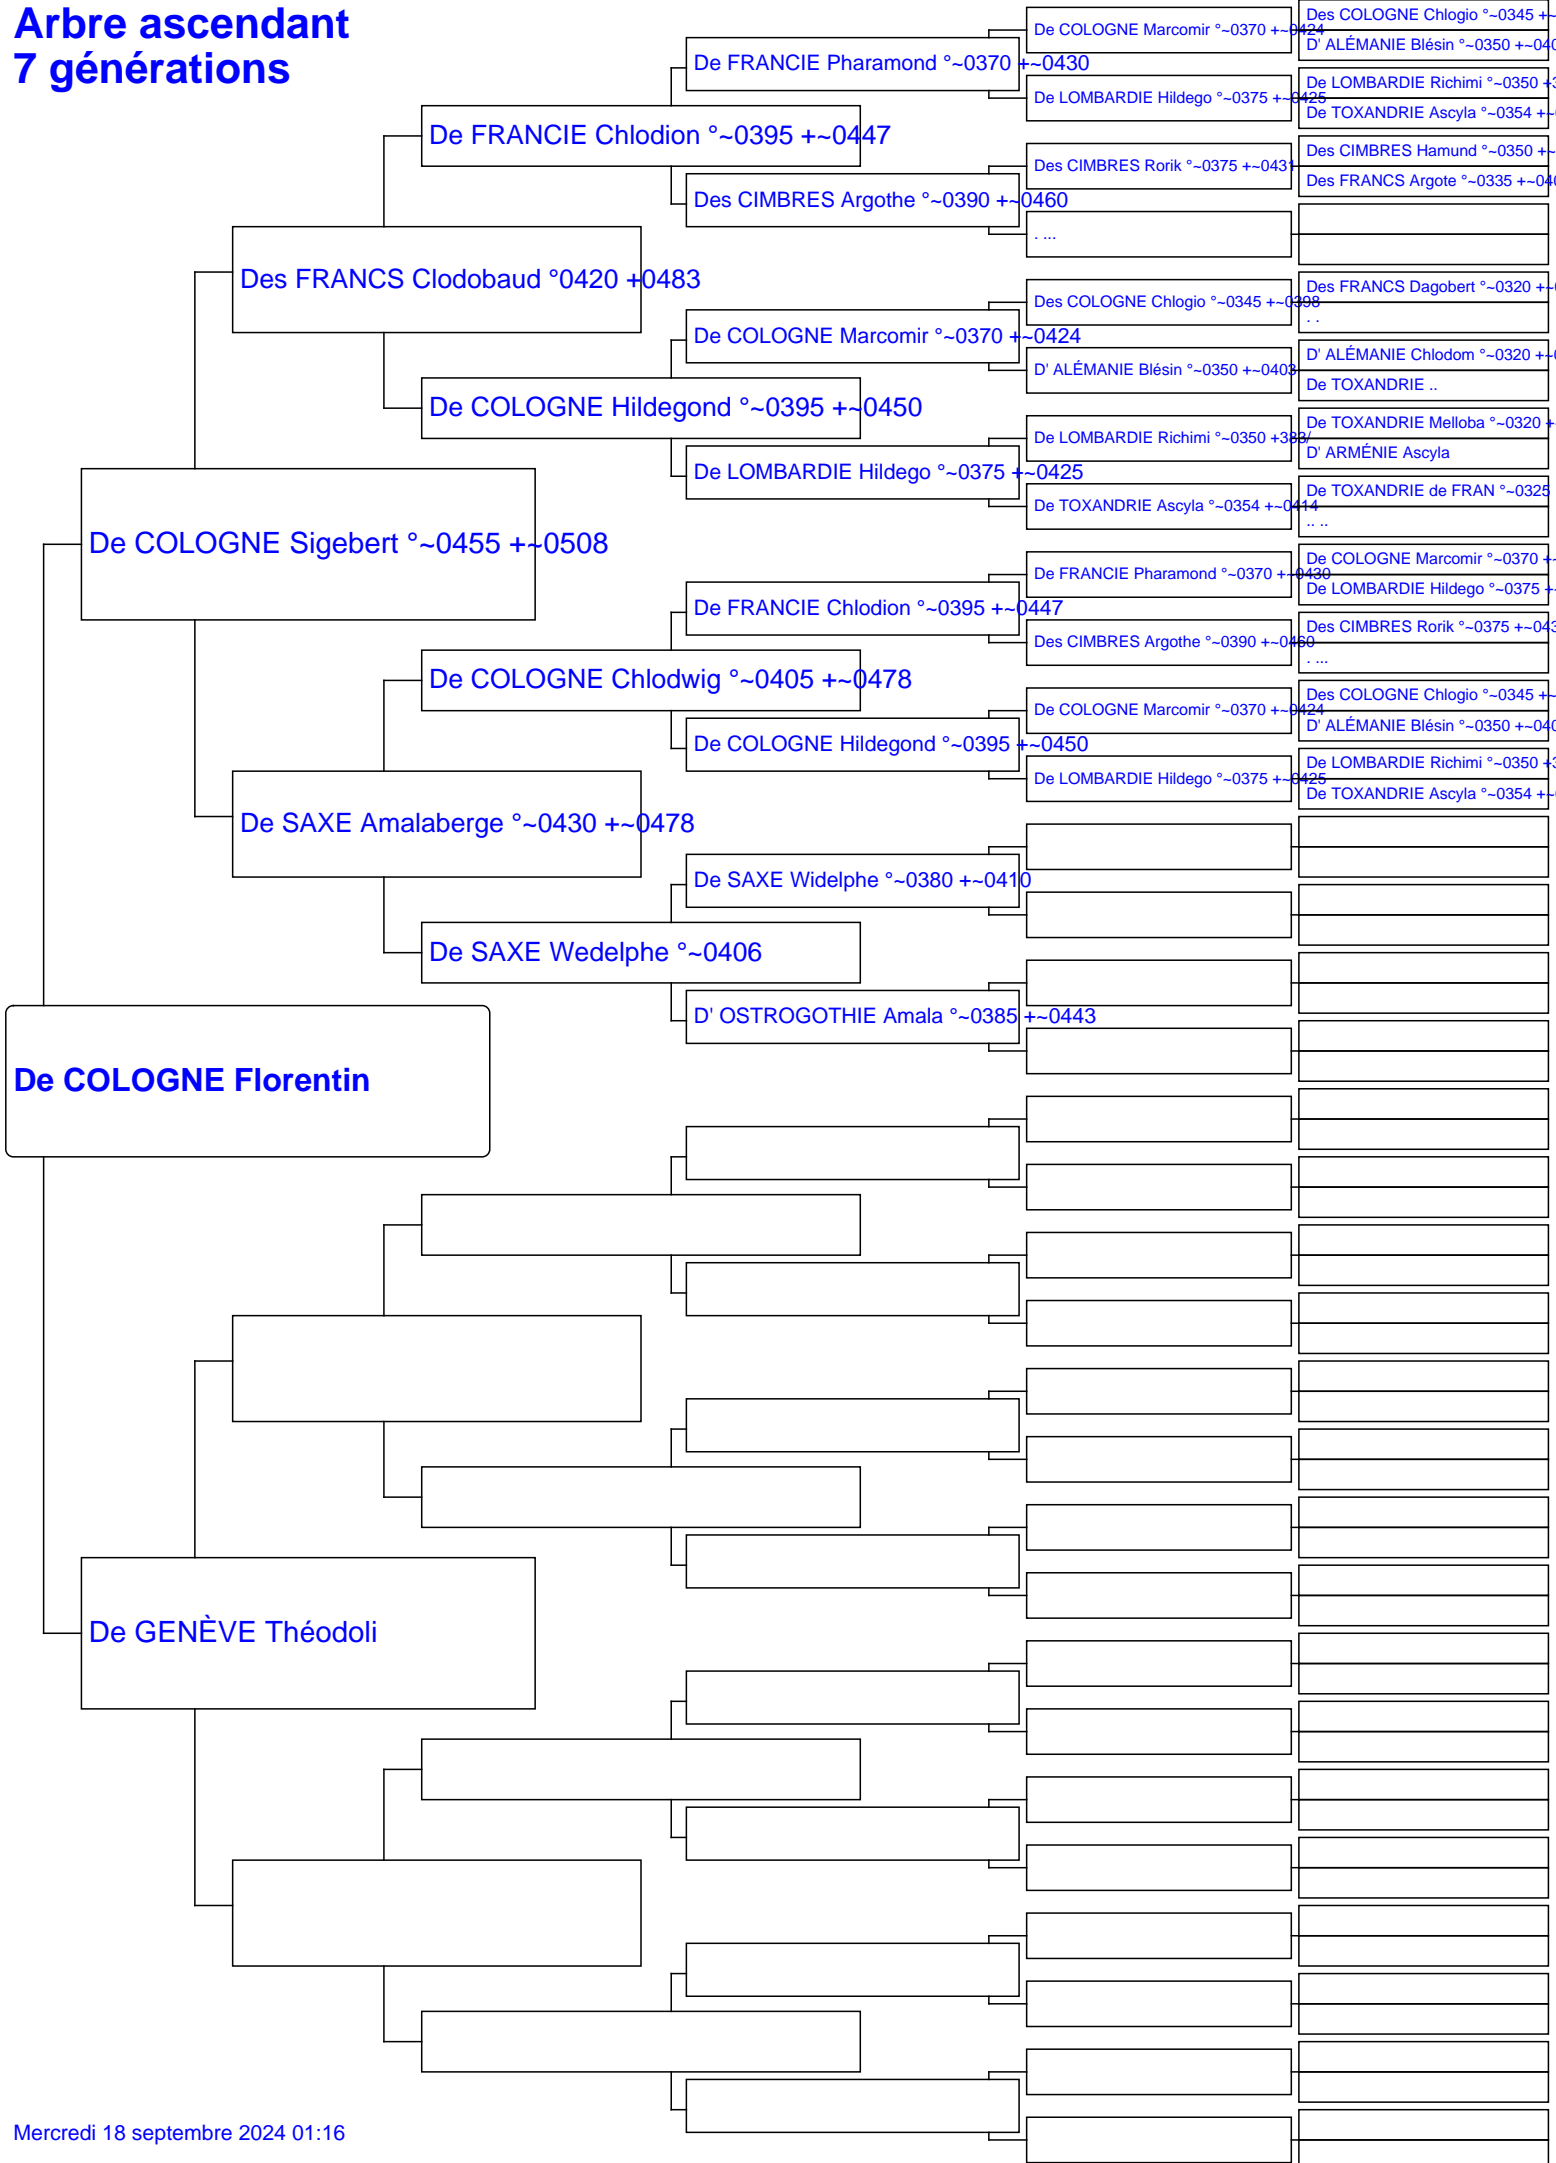 Arbre ascendant
7 générations
De COLOGNE Florentin
De COLOGNE Sigebert °~0455 +~0508
De GENÈVE Théodoli
Des FRANCS Clodobaud °0420 +0483
De SAXE Amalaberge °~0430 +~0478
De FRANCIE Chlodion °~0395 +~0447
De COLOGNE Hildegond °~0395 +~0450
De COLOGNE Chlodwig °~0405 +~0478
De SAXE Wedelphe °~0406
De FRANCIE Pharamond °~0370 +~0430
Des CIMBRES Argothe °~0390 +~0460
De COLOGNE Marcomir °~0370 +~0424
De LOMBARDIE Hildego °~0375 +~0425
De FRANCIE Chlodion °~0395 +~0447
De COLOGNE Hildegond °~0395 +~0450
De SAXE Widelphe °~0380 +~0410
D' OSTROGOTHIE Amala °~0385 +~0443
De COLOGNE Marcomir °~0370 +~0424
De LOMBARDIE Hildego °~0375 +~0425
Des CIMBRES Rorik °~0375 +~0431
. ...
Des COLOGNE Chlogio °~0345 +~0398
D' ALÉMANIE Blésin °~0350 +~0403
De LOMBARDIE Richimi °~0350 +383/
De TOXANDRIE Ascyla °~0354 +~0414
De FRANCIE Pharamond °~0370 +~0430
Des CIMBRES Argothe °~0390 +~0460
De COLOGNE Marcomir °~0370 +~0424
De LOMBARDIE Hildego °~0375 +~0425
Des COLOGNE Chlogio °~0345 +~
D' ALÉMANIE Blésin °~0350 +~040
De LOMBARDIE Richimi °~0350 +3
De TOXANDRIE Ascyla °~0354 +~
Des CIMBRES Hamund °~0350 +~
Des FRANCS Argote °~0335 +~040
Des FRANCS Dagobert °~0320 +~
. .
D' ALÉMANIE Chlodom °~0320 +~
De TOXANDRIE ..
De TOXANDRIE Melloba °~0320 +
D' ARMÉNIE Ascyla
De TOXANDRIE de FRAN °~0325
.. ..
De COLOGNE Marcomir °~0370 +~
De LOMBARDIE Hildego °~0375 +~
Des CIMBRES Rorik °~0375 +~043
. ...
Des COLOGNE Chlogio °~0345 +~
D' ALÉMANIE Blésin °~0350 +~040
De LOMBARDIE Richimi °~0350 +3
De TOXANDRIE Ascyla °~0354 +~
Mercredi 18 septembre 2024 01:16